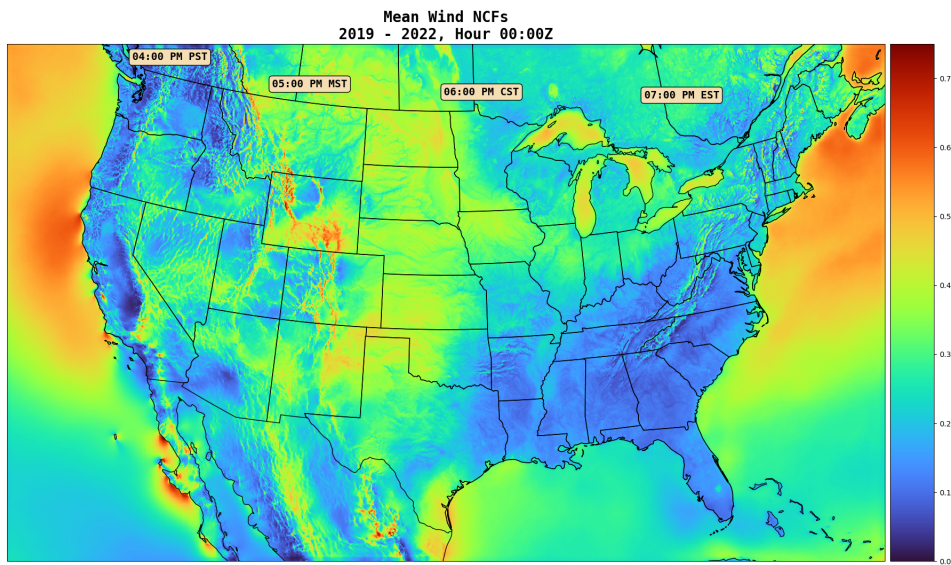 Mean Wind NCFs
2019 - 2022, Hour 00:00Z
04:00 PM PST
05:00 PM MST
06:00 PM CST
07:00 PM EST
0.7
0.6
0.5
0.4
0.3
0.2
0.1
0.0